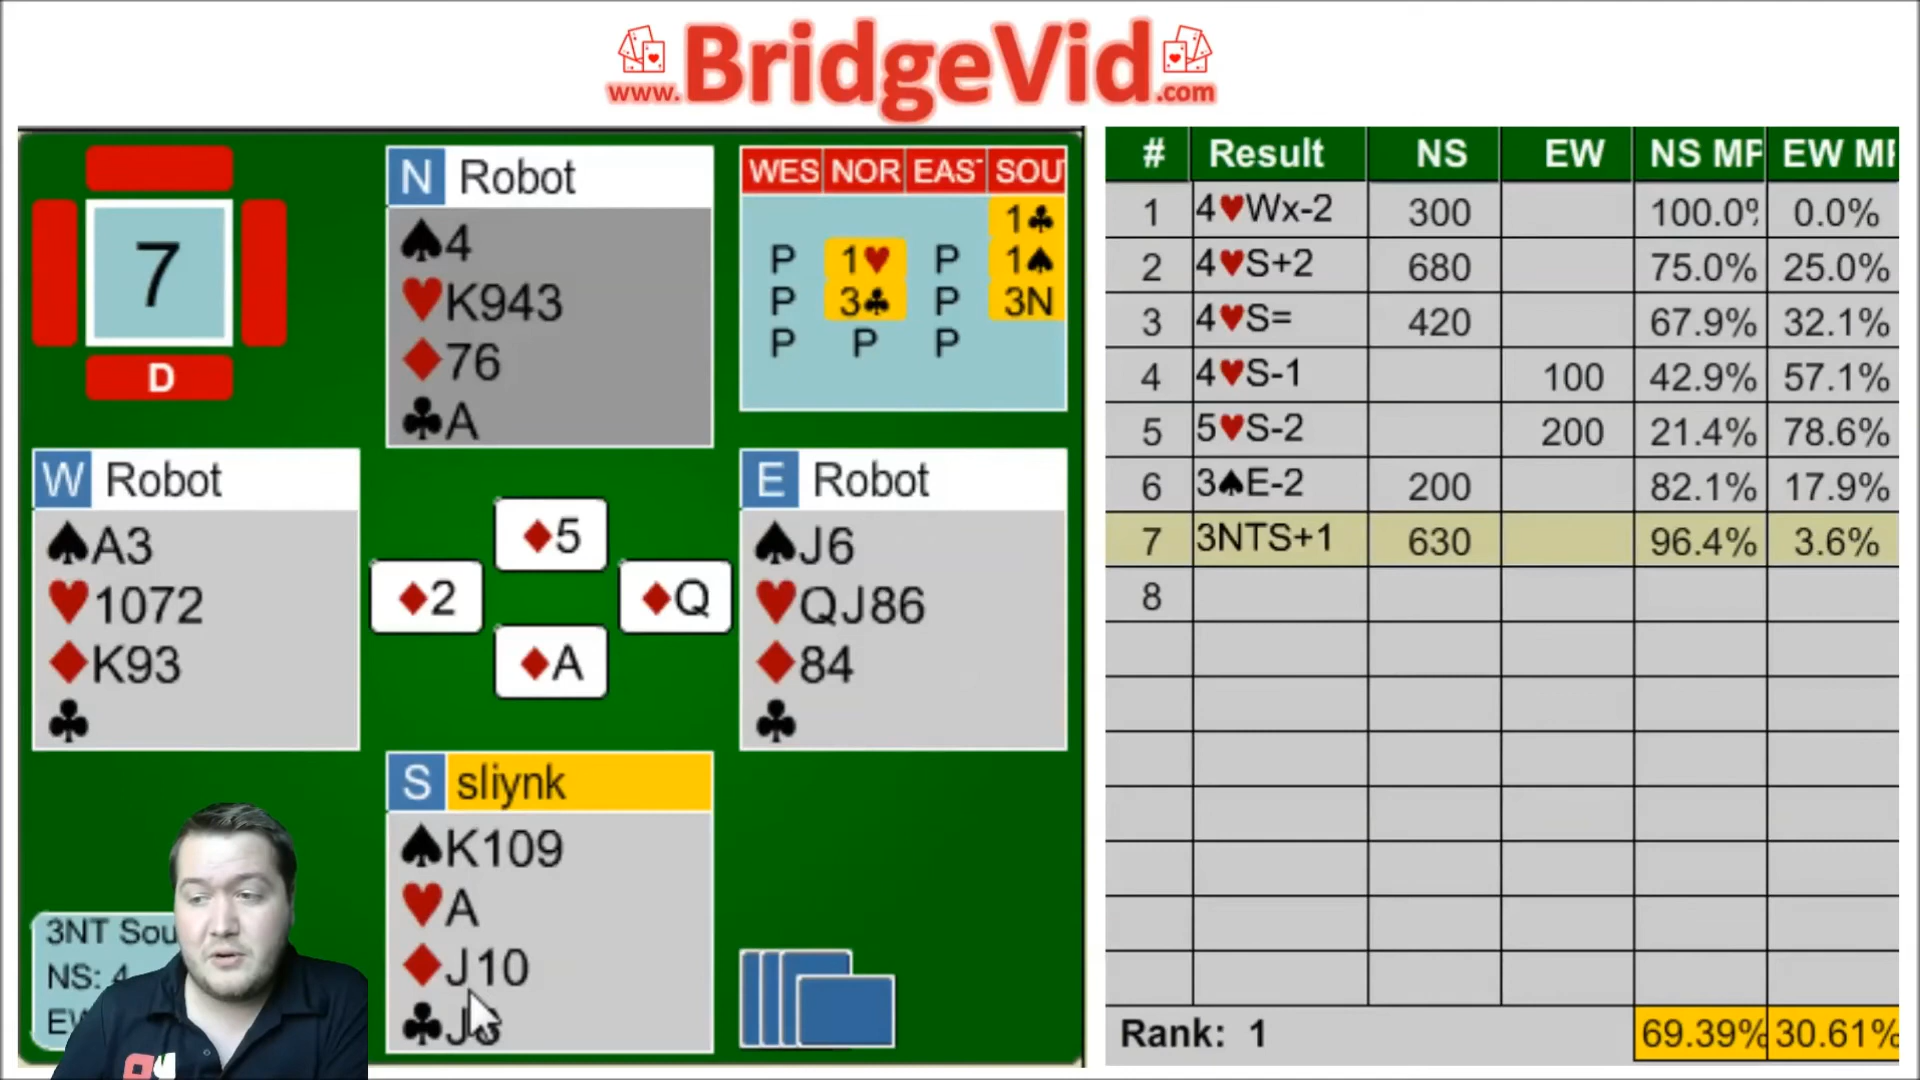 www.BridgeVid.com
7
D
N Robot
♠4
♥K943
♦76
♣A
WES NOR EAS SOU
1♣
P 1♥ P 1♠
P 3♣ P 3N
P P P
W Robot
♠A3
♥1072
♦K93
♣
♦5
♦2
♦Q
♦A
E Robot
♠J6
♥QJ86
♦84
♣
S sliynk
♠K109
♥A
♦J10
♣J
3NT Sou
NS: 4
EW
# Result NS EW NS MP EW MP
1 4♥Wx-2 300 100.0% 0.0%
2 4♥S+2 680 75.0% 25.0%
3 4♥S= 420 67.9% 32.1%
4 4♥S-1 100 42.9% 57.1%
5 5♥S-2 200 21.4% 78.6%
6 3♠E-2 200 82.1% 17.9%
7 3NTS+1 630 96.4% 3.6%
8
Rank: 1 69.39% 30.61%